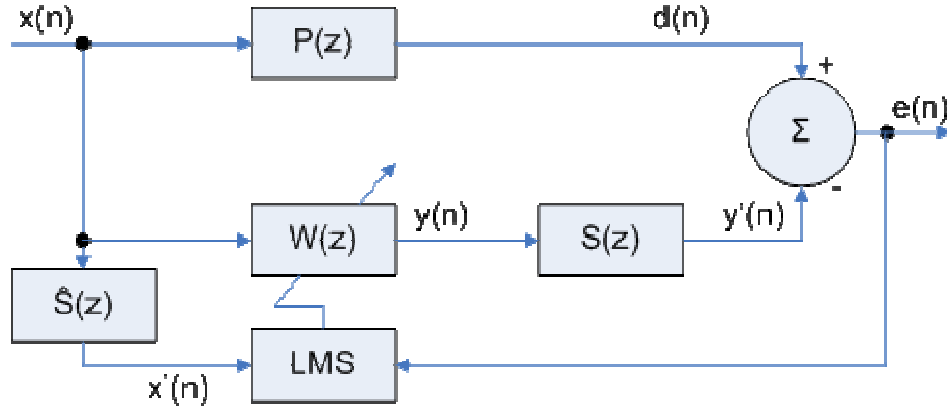 x(n)
P(z)
d(n)
+
Σ
e(n)
-
W(z)
y(n)
S(z)
y'(n)
Ŝ(z)
x'(n)
LMS